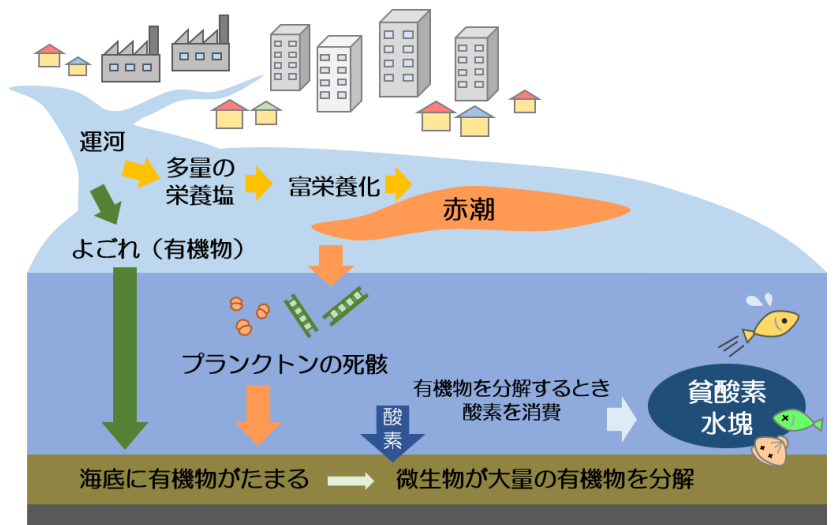 運河
多量の
栄養塩
富栄養化
赤潮
よごれ（有機物）
プランクトンの死骸
有機物を分解するとき
酸素を消費
酸素
貧酸素
水塊
海底に有機物がたまる
微生物が大量の有機物を分解